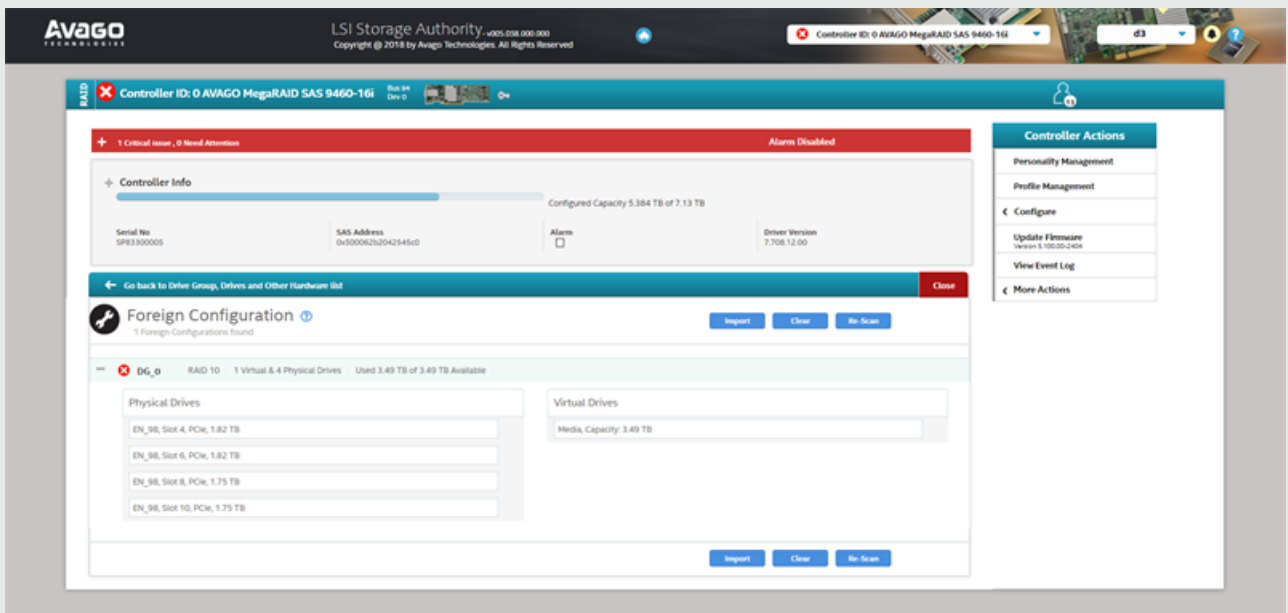 AVAGO
TECHNOLOGIES
LSI Storage Authority. v005.038.000.000
Copyright @ 2018 by Avago Technologies. All Rights Reserved
Controller ID: 0 AVAGO MegaRAID SAS 9460-16i
d3
?
RAID
Controller ID: 0 AVAGO MegaRAID SAS 9460-16i
Bus 94
Dev 0
53
+ 1 Critical issue , 0 Need Attention
Alarm Disabled
+ Controller Info
Configured Capacity 5.384 TB of 7.13 TB
Serial No
SP83300005
SAS Address
0x500062b2042545c0
Alarm
Driver Version
7.708.12.00
Go back to Drive Group, Drives and Other Hardware list
Close
Foreign Configuration ?
1 Foreign Configurations found
Import
Clear
Re-Scan
DG_0 RAID 10 1 Virtual & 4 Physical Drives Used 3.49 TB of 3.49 TB Available
Physical Drives
EN_98, Slot 4, PCIe, 1.82 TB
EN_98, Slot 6, PCIe, 1.82 TB
EN_98, Slot 8, PCIe, 1.75 TB
EN_98, Slot 10, PCIe, 1.75 TB
Virtual Drives
Media, Capacity: 3.49 TB
Import
Clear
Re-Scan
Controller Actions
Personality Management
Profile Management
Configure
Update Firmware
Version 5.100.00-2404
View Event Log
More Actions